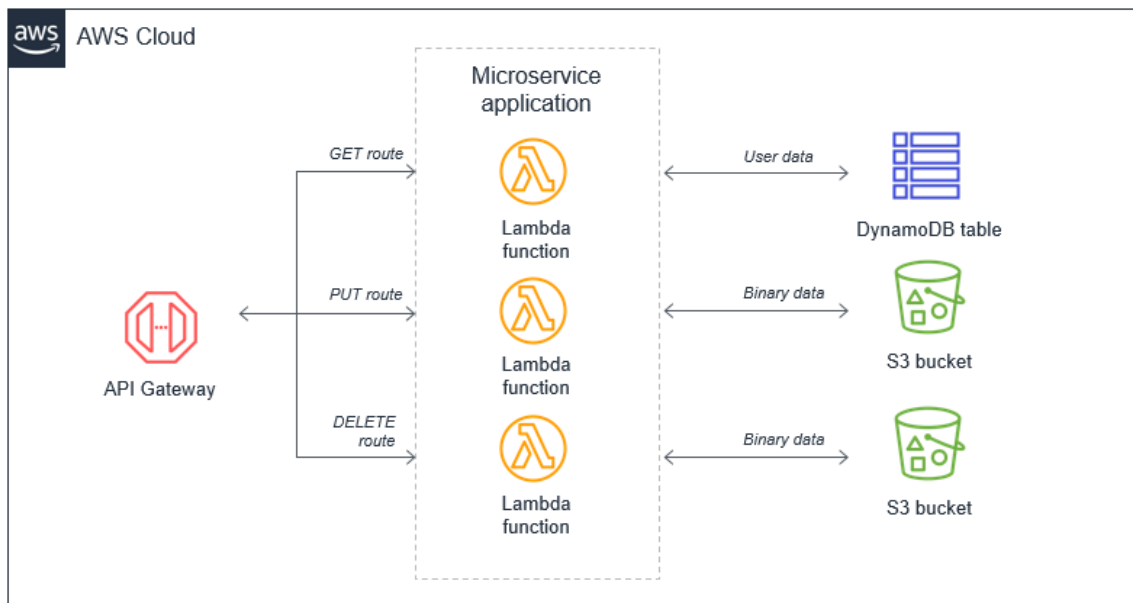 aws
AWS Cloud
Microservice
application
GET route
User data
Lambda
function
DynamoDB table
PUT route
Binary data
API Gateway
Lambda
function
S3 bucket
DELETE
route
Binary data
Lambda
function
S3 bucket